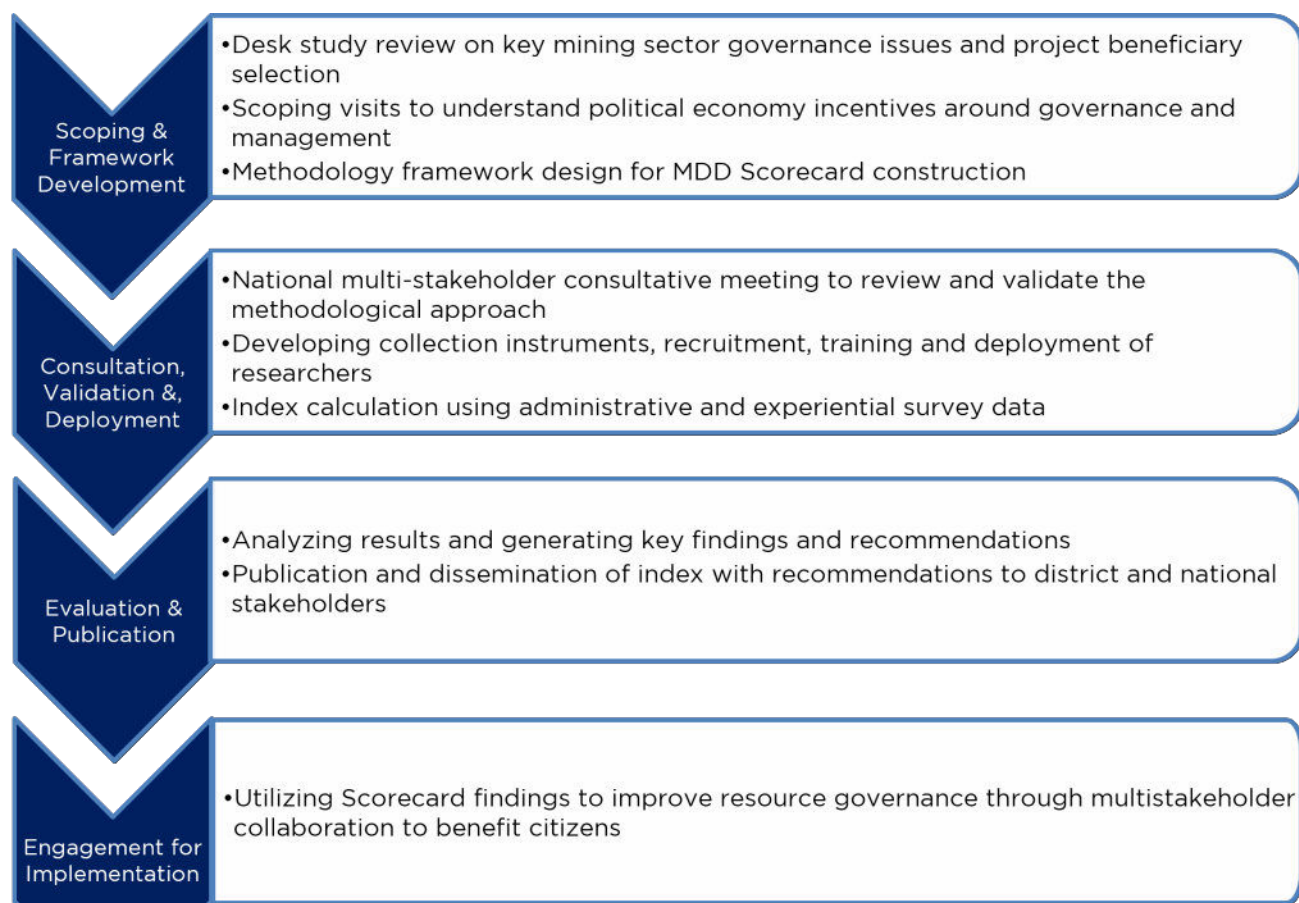 Scoping &
Framework
Development
•Desk study review on key mining sector governance issues and project beneficiary
selection
•Scoping visits to understand political economy incentives around governance and
management
•Methodology framework design for MDD Scorecard construction
Consultation,
Validation &,
Deployment
•National multi-stakeholder consultative meeting to review and validate the
methodological approach
•Developing collection instruments, recruitment, training and deployment of
researchers
•Index calculation using administrative and experiential survey data
Evaluation &
Publication
•Analyzing results and generating key findings and recommendations
•Publication and dissemination of index with recommendations to district and national
stakeholders
Engagement for
Implementation
•Utilizing Scorecard findings to improve resource governance through multistakeholder
collaboration to benefit citizens